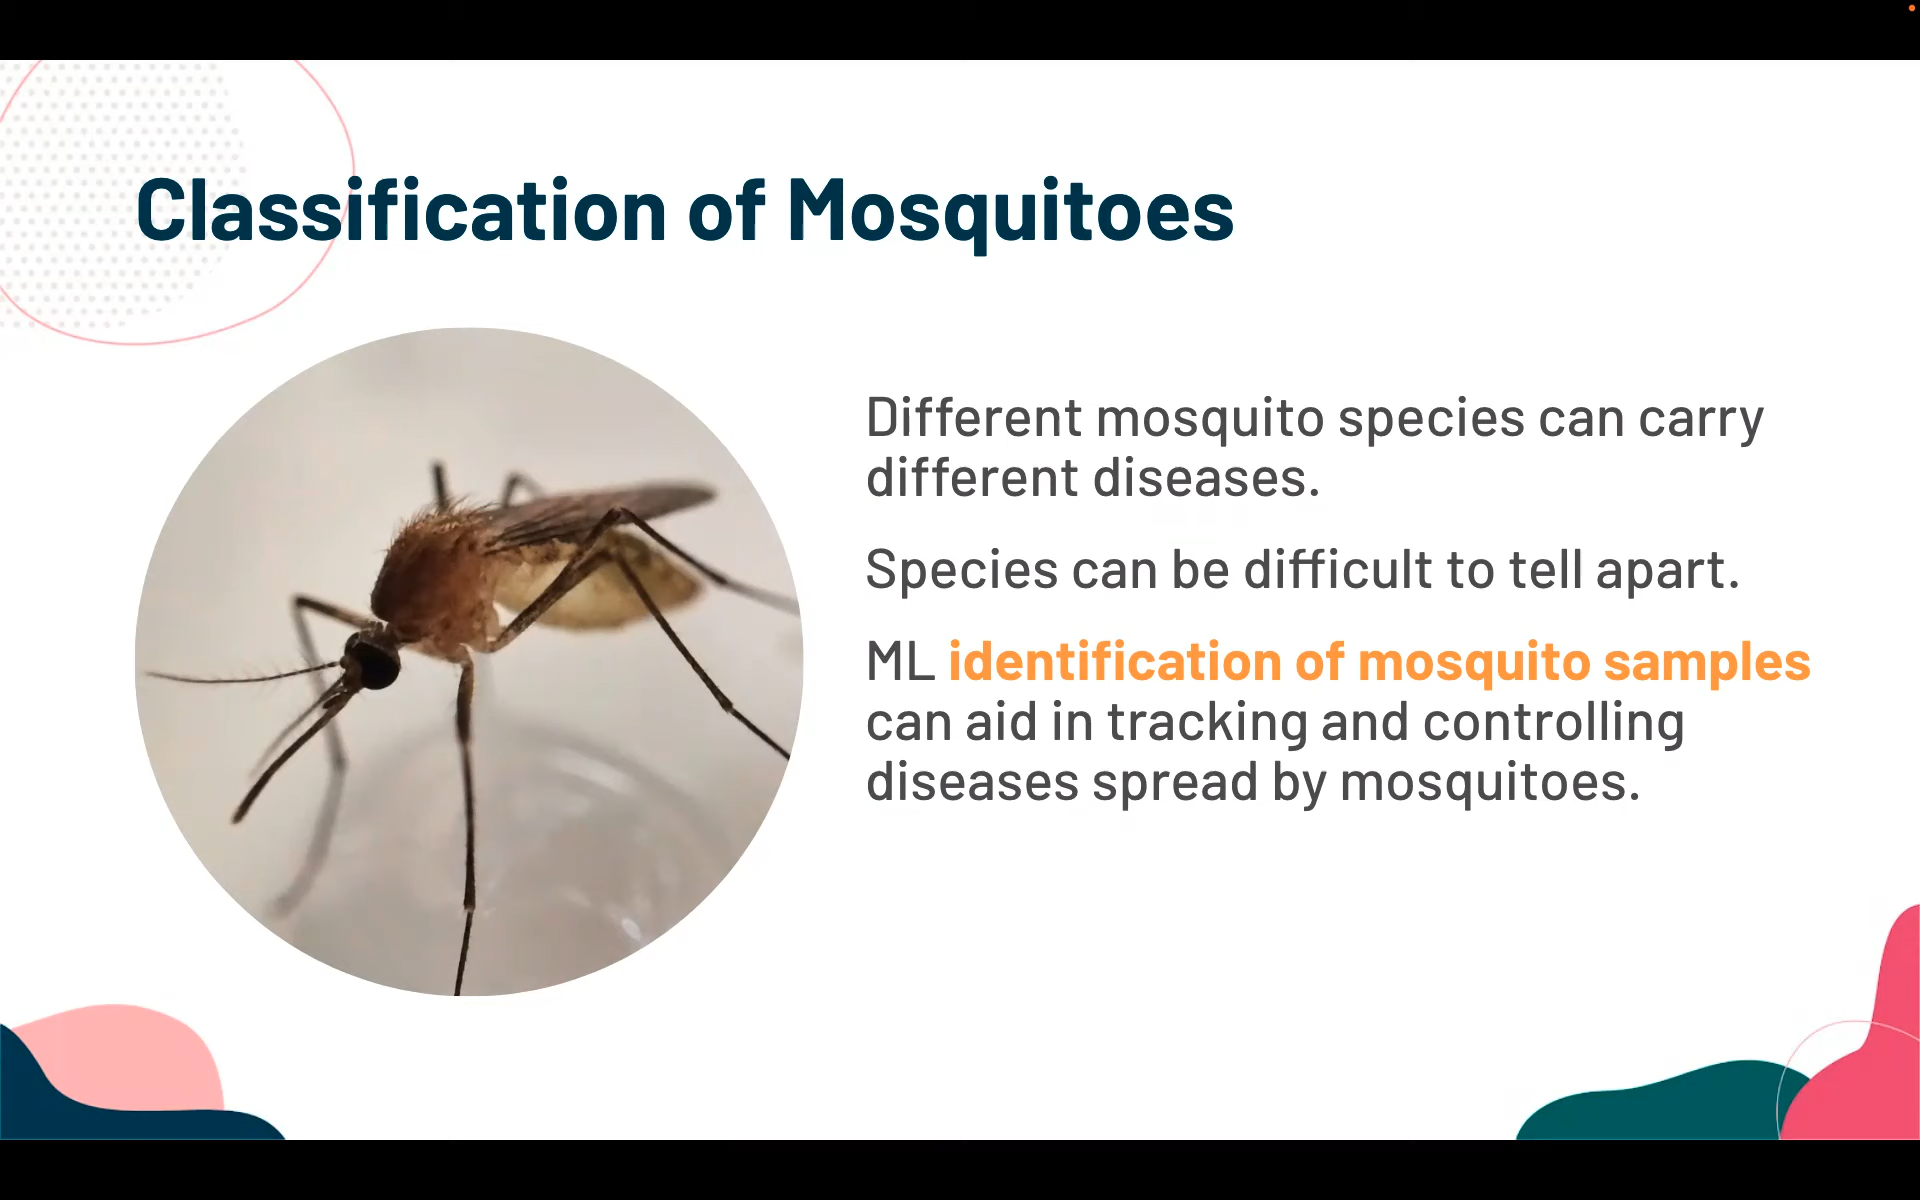 Classification of Mosquitoes
Different mosquito species can carry
different diseases.
Species can be difficult to tell apart.
ML identification of mosquito samples
can aid in tracking and controlling
diseases spread by mosquitoes.